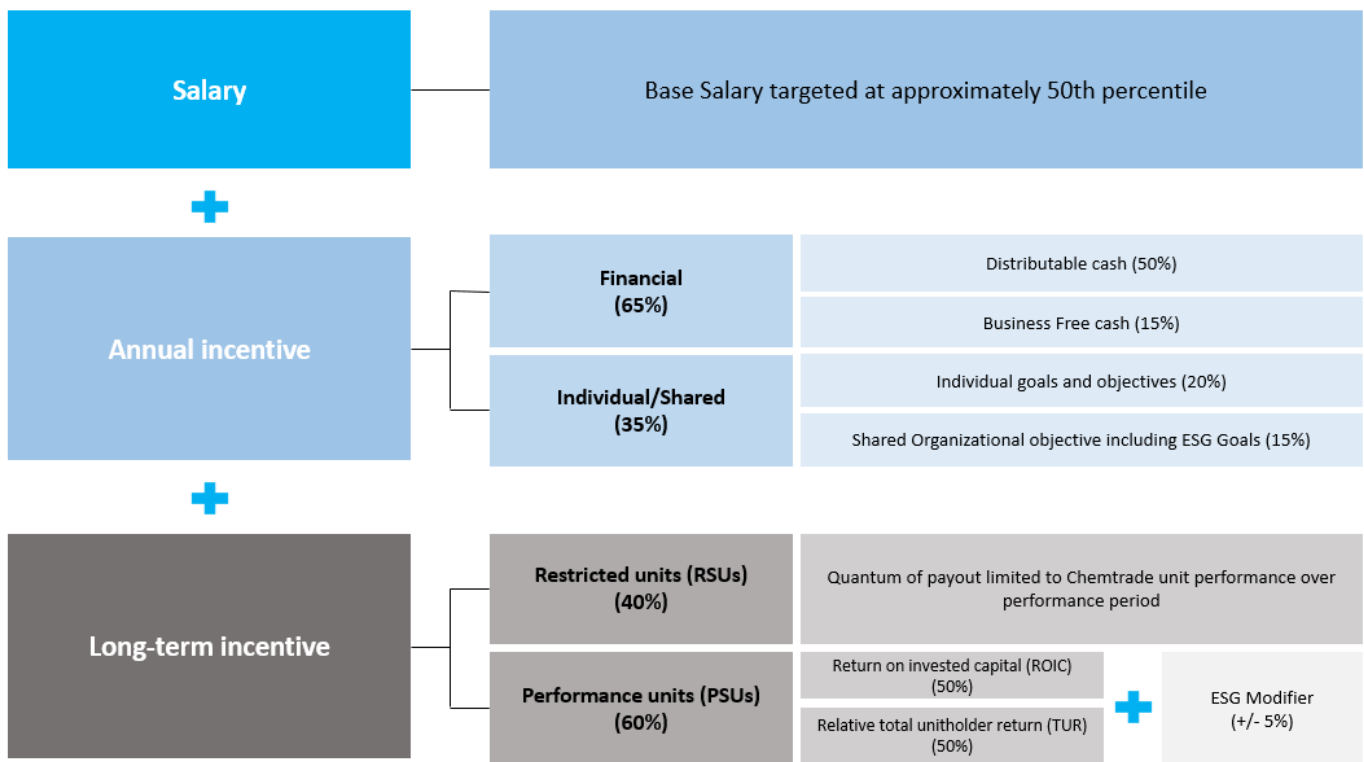 Salary
Base Salary targeted at approximately 50th percentile
Annual incentive
Financial
(65%)
Distributable cash (50%)
Business Free cash (15%)
Individual/Shared
(35%)
Individual goals and objectives (20%)
Shared Organizational objective including ESG Goals (15%)
Long-term incentive
Restricted units (RSUs)
(40%)
Quantum of payout limited to Chemtrade unit performance over
performance period
Performance units (PSUs)
(60%)
Return on invested capital (ROIC)
(50%)
Relative total unitholder return (TUR)
(50%)
ESG Modifier
(+/- 5%)